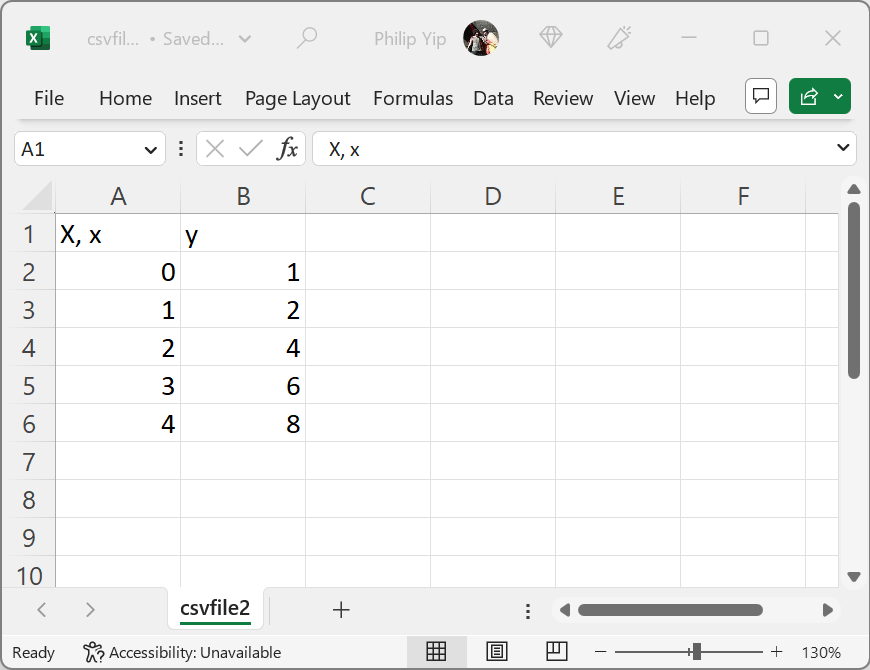 csvfil... • Saved... Philip Yip
File Home Insert Page Layout Formulas Data Review View Help
A1 fx X, x
A B C D E F
1 X, x y
2 0 1
3 1 2
4 2 4
5 3 6
6 4 8
7
8
9
10
csvfile2
Ready Accessibility: Unavailable 130%